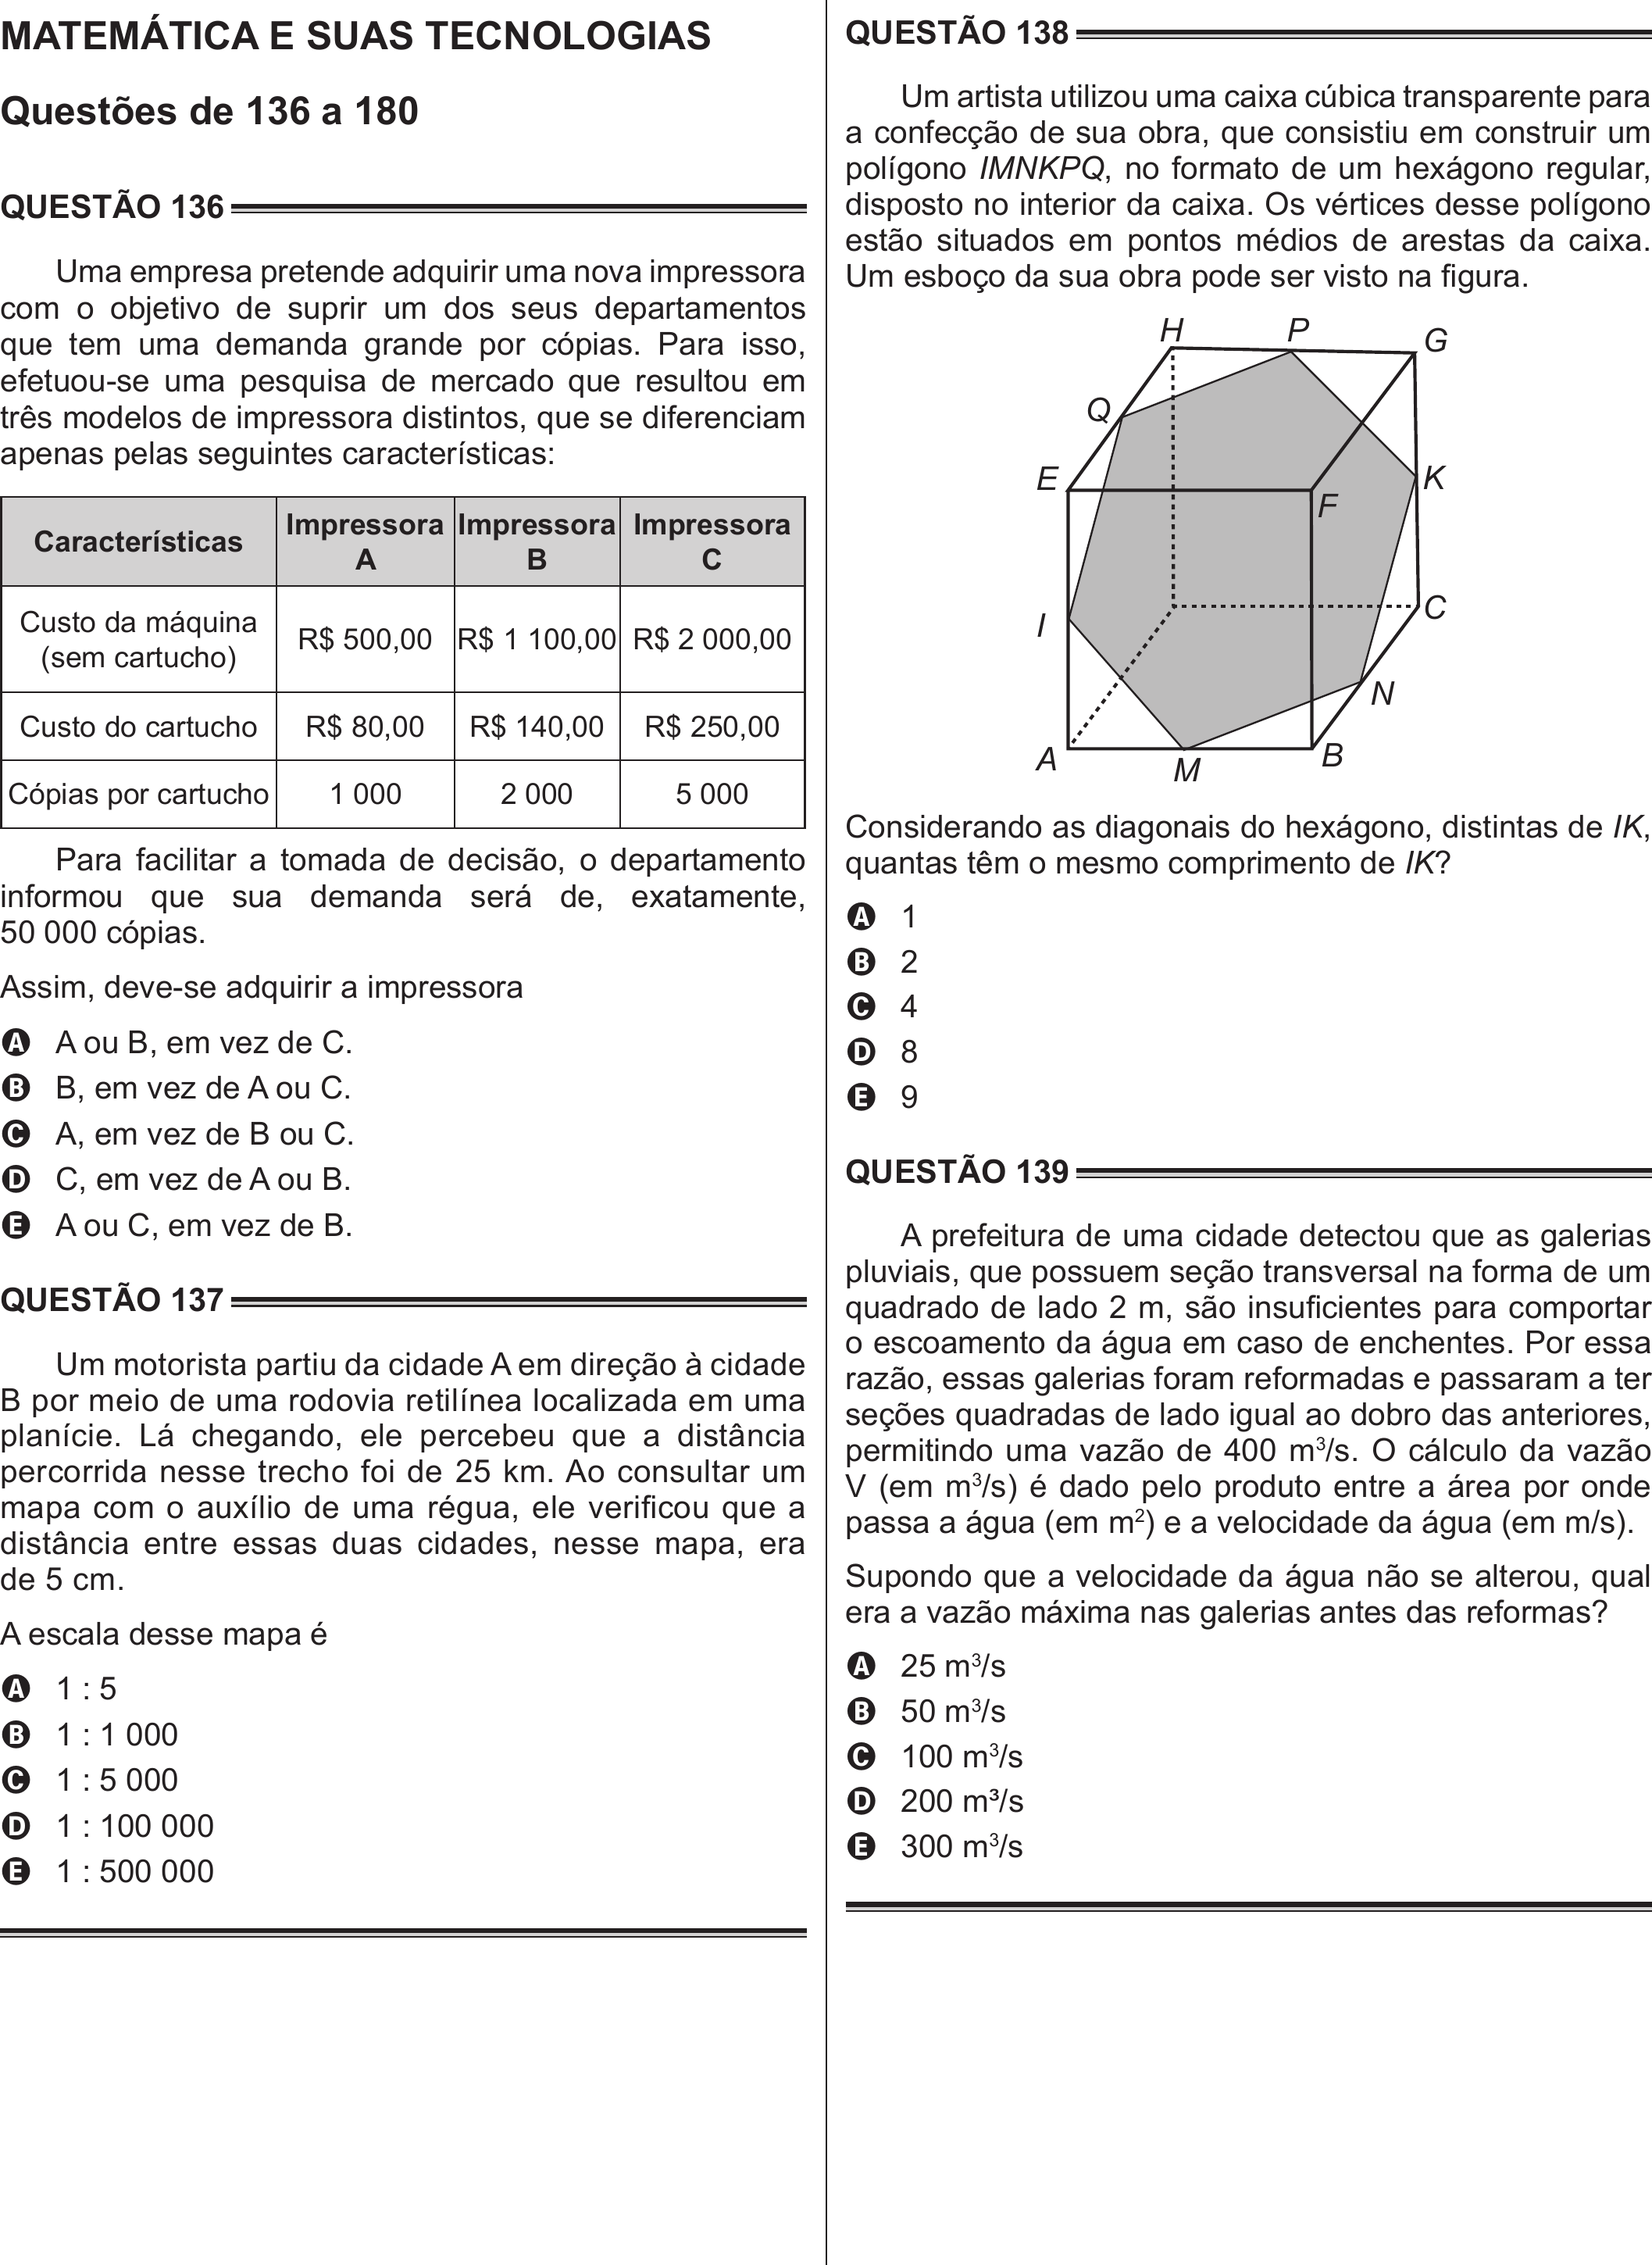 MATEMÁTICA E SUAS TECNOLOGIAS
Questões de 136 a 180
QUESTÃO 136
Uma empresa pretende adquirir uma nova impressora
com o objetivo de suprir um dos seus departamentos
que tem uma demanda grande por cópias. Para isso,
efetuou-se uma pesquisa de mercado que resultou em
três modelos de impressora distintos, que se diferenciam
apenas pelas seguintes características:
Características Impressora A Impressora B Impressora C
Custo da máquina (sem cartucho) R$ 500,00 R$ 1 100,00 R$ 2 000,00
Custo do cartucho R$ 80,00 R$ 140,00 R$ 250,00
Cópias por cartucho 1 000 2 000 5 000
Para facilitar a tomada de decisão, o departamento
informou que sua demanda será de, exatamente,
50 000 cópias.
Assim, deve-se adquirir a impressora
A A ou B, em vez de C.
B B, em vez de A ou C.
C A, em vez de B ou C.
D C, em vez de A ou B.
E A ou C, em vez de B.
QUESTÃO 137
Um motorista partiu da cidade A em direção à cidade
B por meio de uma rodovia retilínea localizada em uma
planície. Lá chegando, ele percebeu que a distância
percorrida nesse trecho foi de 25 km. Ao consultar um
mapa com o auxílio de uma régua, ele verificou que a
distância entre essas duas cidades, nesse mapa, era
de 5 cm.
A escala desse mapa é
A 1 : 5
B 1 : 1 000
C 1 : 5 000
D 1 : 100 000
E 1 : 500 000
QUESTÃO 138
Um artista utilizou uma caixa cúbica transparente para
a confecção de sua obra, que consistiu em construir um
polígono IMNKPQ, no formato de um hexágono regular,
disposto no interior da caixa. Os vértices desse polígono
estão situados em pontos médios de arestas da caixa.
Um esboço da sua obra pode ser visto na figura.
H P G
Q
E F K
I C
N
A M B
Considerando as diagonais do hexágono, distintas de IK,
quantas têm o mesmo comprimento de IK?
A 1
B 2
C 4
D 8
E 9
QUESTÃO 139
A prefeitura de uma cidade detectou que as galerias
pluviais, que possuem seção transversal na forma de um
quadrado de lado 2 m, são insuficientes para comportar
o escoamento da água em caso de enchentes. Por essa
razão, essas galerias foram reformadas e passaram a ter
seções quadradas de lado igual ao dobro das anteriores,
permitindo uma vazão de 400 m³/s. O cálculo da vazão
V (em m³/s) é dado pelo produto entre a área por onde
passa a água (em m²) e a velocidade da água (em m/s).
Supondo que a velocidade da água não se alterou, qual
era a vazão máxima nas galerias antes das reformas?
A 25 m³/s
B 50 m³/s
C 100 m³/s
D 200 m³/s
E 300 m³/s